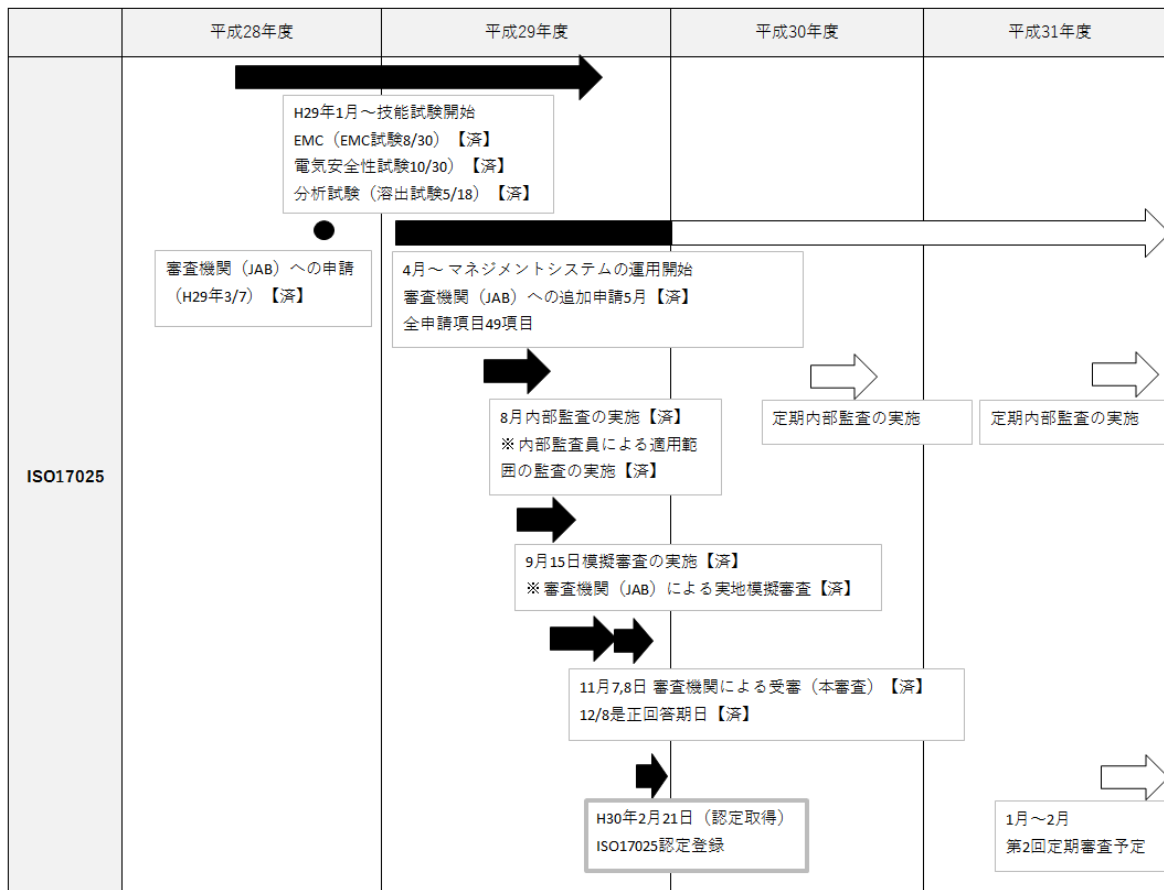 平成28年度
平成29年度
平成30年度
平成31年度
ISO17025
H29年1月～技能試験開始
EMC（EMC試験8/30）【済】
電気安全性試験10/30）【済】
分析試験（溶出試験5/18）【済】
審査機関（JAB）への申請
（H29年3/7）【済】
4月～ マネジメントシステムの運用開始
審査機関（JAB）への追加申請5月【済】
全申請項目49項目
8月内部監査の実施【済】
※ 内部監査員による適用範
囲の監査の実施【済】
定期内部監査の実施
定期内部監査の実施
9月15日模擬審査の実施【済】
※ 審査機関（JAB）による実地模擬審査【済】
11月7,8日 審査機関による受審（本審査）【済】
12/8是正回答期日【済】
H30年2月21日（認定取得）
ISO17025認定登録
1月～2月
第2回定期審査予定